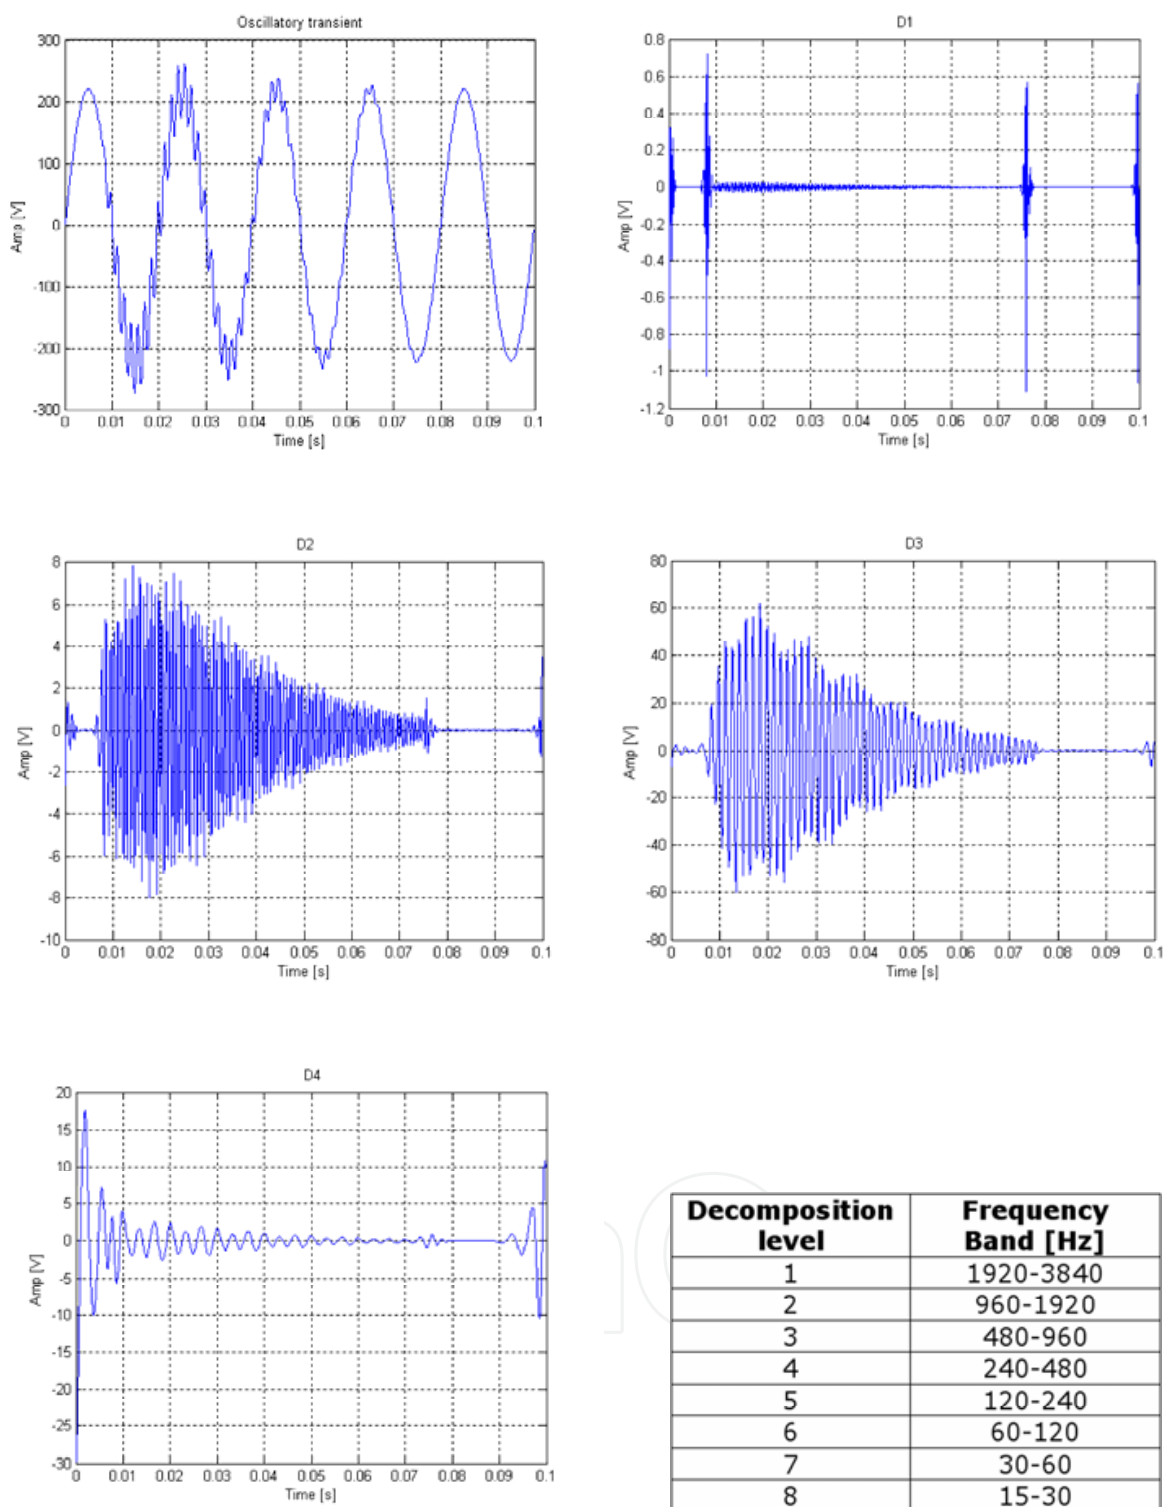 Oscillatory transient
300
200
100
0
-100
-200
-300
Amp [V]
0 0.01 0.02 0.03 0.04 0.05 0.06 0.07 0.08 0.09 0.1
Time [s]
D1
0.8
0.6
0.4
0.2
0
-0.2
-0.4
-0.6
-0.8
-1
-1.2
Amp [V]
0 0.01 0.02 0.03 0.04 0.05 0.06 0.07 0.08 0.09 0.1
Time [s]
D2
8
6
4
2
0
-2
-4
-6
-8
-10
Amp [V]
0 0.01 0.02 0.03 0.04 0.05 0.06 0.07 0.08 0.09 0.1
Time [s]
D3
80
60
40
20
0
-20
-40
-60
-80
Amp [V]
0 0.01 0.02 0.03 0.04 0.05 0.06 0.07 0.08 0.09 0.1
Time [s]
D4
20
15
10
5
0
-5
-10
-15
-20
-25
-30
Amp [V]
0 0.01 0.02 0.03 0.04 0.05 0.06 0.07 0.08 0.09 0.1
Time [s]
Decomposition level Frequency Band [Hz]
1 1920-3840
2 960-1920
3 480-960
4 240-480
5 120-240
6 60-120
7 30-60
8 15-30